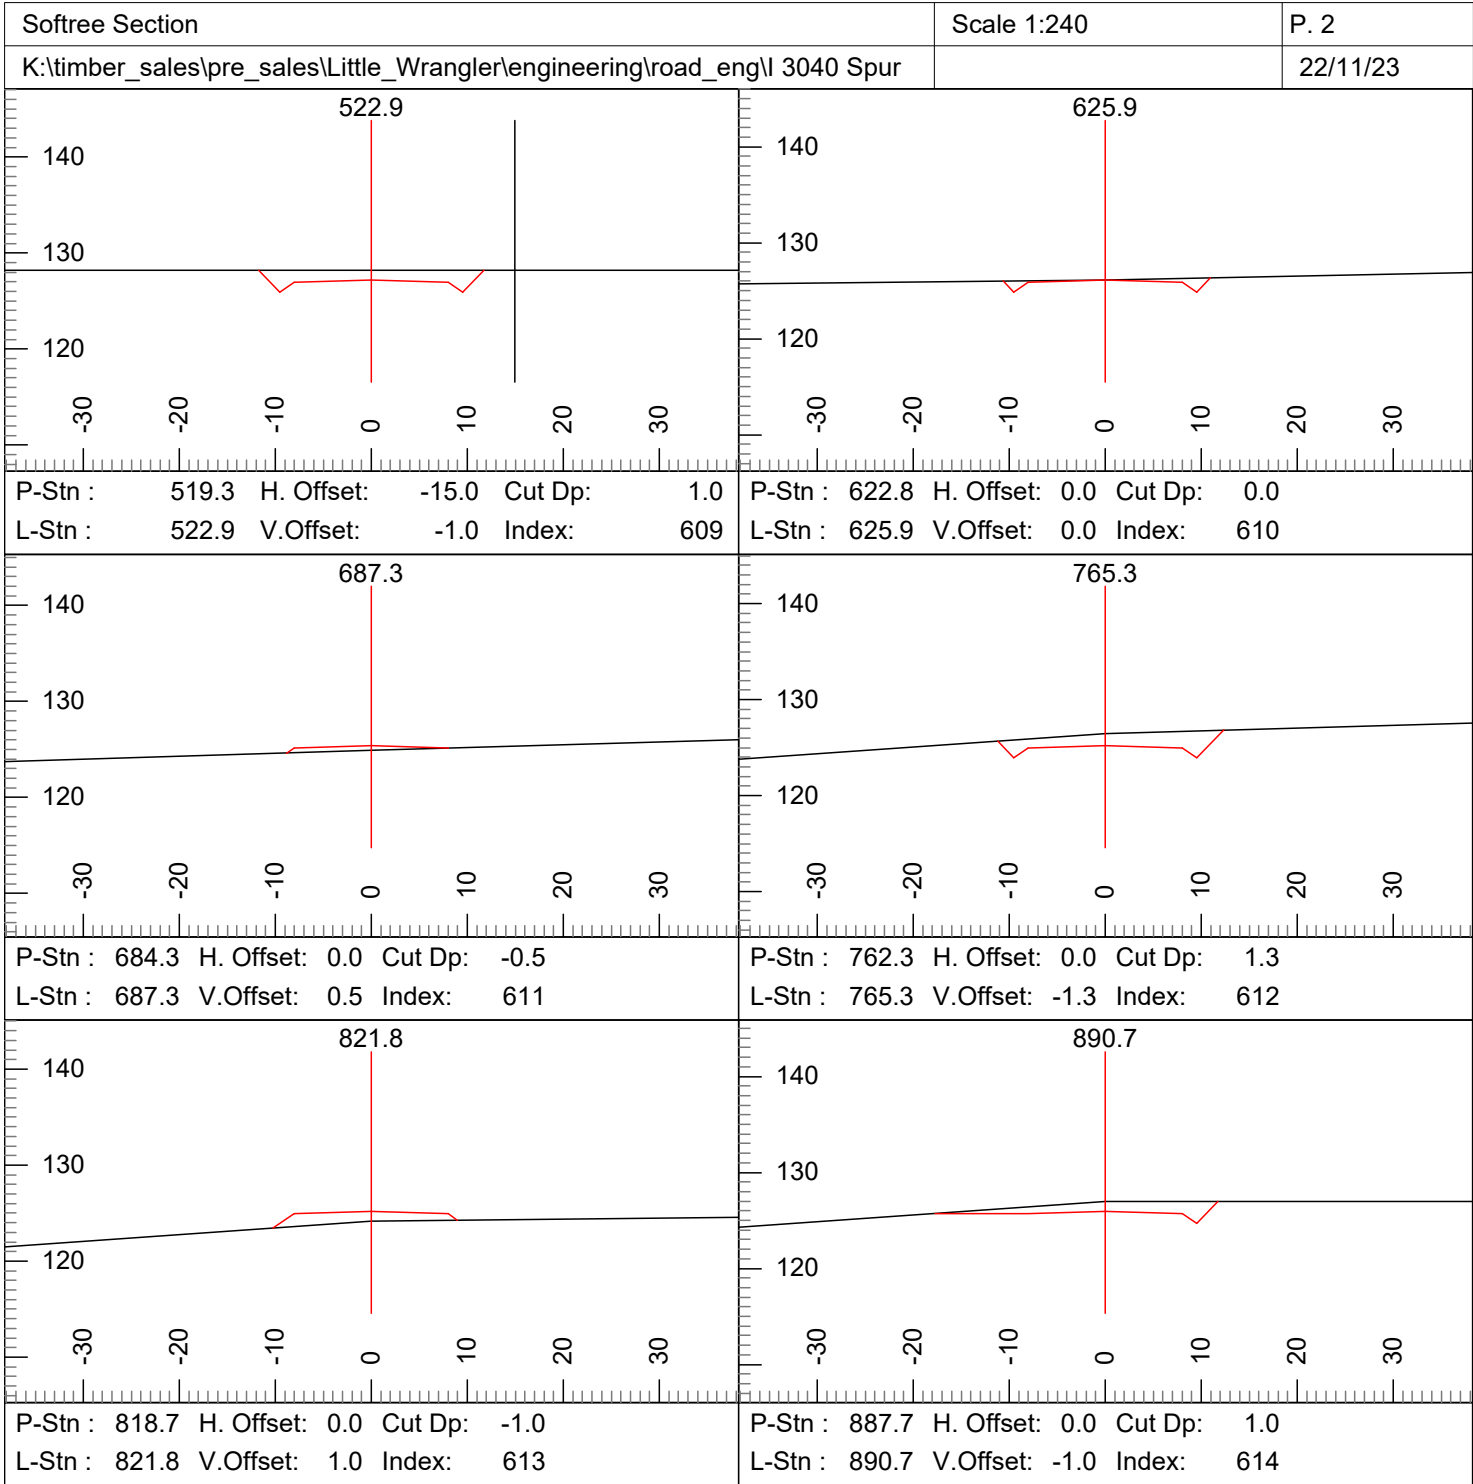 Softree Section Scale 1:240 P. 2
K:\timber_sales\pre_sales\Little_Wrangler\engineering\road_eng\I 3040 Spur 22/11/23
522.9
140
130
120
-30 -20 -10 0 10 20 30
P-Stn : 519.3 H. Offset: -15.0 Cut Dp: 1.0
L-Stn : 522.9 V.Offset: -1.0 Index: 609
625.9
140
130
120
-30 -20 -10 0 10 20 30
P-Stn : 622.8 H. Offset: 0.0 Cut Dp: 0.0
L-Stn : 625.9 V.Offset: 0.0 Index: 610
687.3
140
130
120
-30 -20 -10 0 10 20 30
P-Stn : 684.3 H. Offset: 0.0 Cut Dp: -0.5
L-Stn : 687.3 V.Offset: 0.5 Index: 611
765.3
140
130
120
-30 -20 -10 0 10 20 30
P-Stn : 762.3 H. Offset: 0.0 Cut Dp: 1.3
L-Stn : 765.3 V.Offset: -1.3 Index: 612
821.8
140
130
120
-30 -20 -10 0 10 20 30
P-Stn : 818.7 H. Offset: 0.0 Cut Dp: -1.0
L-Stn : 821.8 V.Offset: 1.0 Index: 613
890.7
140
130
120
-30 -20 -10 0 10 20 30
P-Stn : 887.7 H. Offset: 0.0 Cut Dp: 1.0
L-Stn : 890.7 V.Offset: -1.0 Index: 614